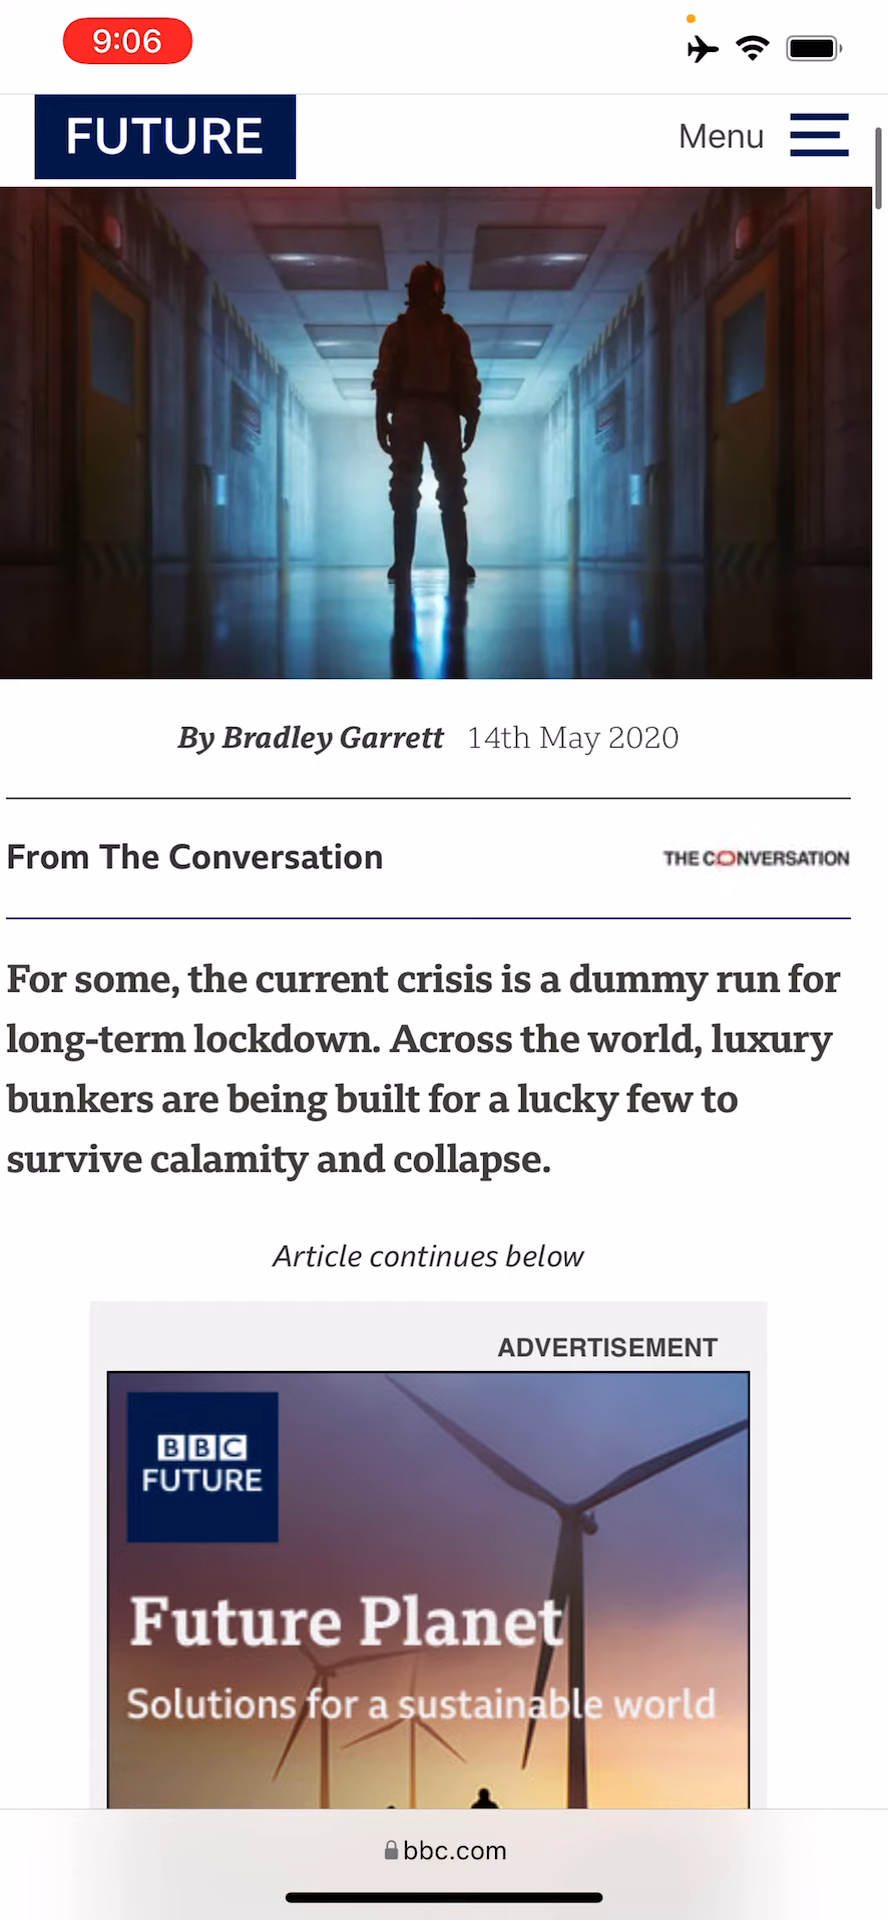 9:06
FUTURE
Menu
By Bradley Garrett 14th May 2020
From The Conversation
THE CONVERSATION
For some, the current crisis is a dummy run for
long-term lockdown. Across the world, luxury
bunkers are being built for a lucky few to
survive calamity and collapse.
Article continues below
ADVERTISEMENT
BBC
FUTURE
Future Planet
Solutions for a sustainable world
bbc.com